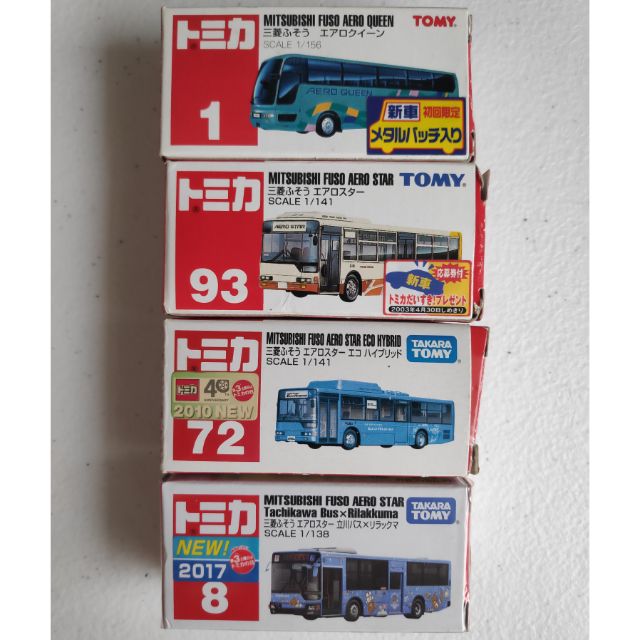 トミカ
1
MITSUBISHI FUSO AERO QUEEN
三菱ふそう エアロクイーン
SCALE 1/156
TOMY
AERO QUEEN
新車 初回限定
メタルバッチ入り
トミカ
93
MITSUBISHI FUSO AERO STAR
三菱ふそう エアロスター
SCALE 1/141
TOMY
AERO STAR
応募券付
新車
トミカだいすき!プレゼント
2003年4月30日しめきり
トミカ
トミカ 40
2010 NEW
72
MITSUBISHI FUSO AERO STAR ECO HYBRID
三菱ふそう エアロスター エコ ハイブリッド
SCALE 1/141
TAKARA
TOMY
トミカ
NEW!
2017
8
MITSUBISHI FUSO AERO STAR
Tachikawa Bus×Rilakkuma
三菱ふそう エアロスター 立川バス×リラックマ
SCALE 1/138
TAKARA
TOMY